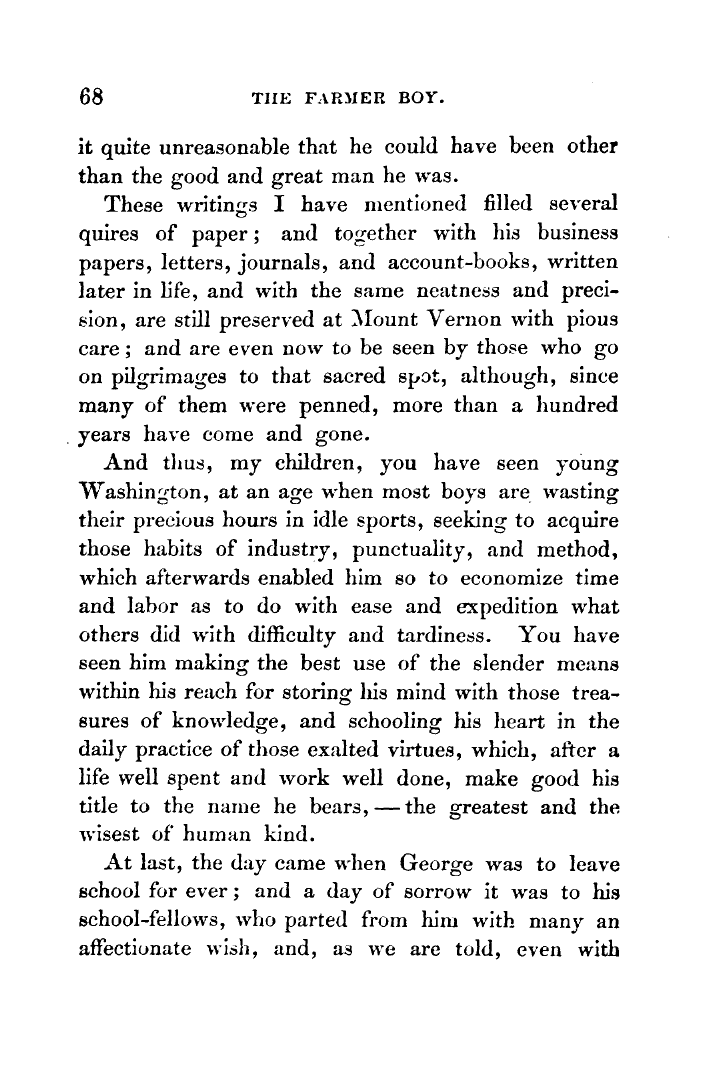 68 THE FARMER BOY.
it quite unreasonable that he could have been other
than the good and great man he was.
These writings I have mentioned filled several
quires of paper; and together with his business
papers, letters, journals, and account-books, written
later in life, and with the same neatness and preci-
sion, are still preserved at Mount Vernon with pious
care; and are even now to be seen by those who go
on pilgrimages to that sacred spot, although, since
many of them were penned, more than a hundred
years have come and gone.
And thus, my children, you have seen young
Washington, at an age when most boys are wasting
their precious hours in idle sports, seeking to acquire
those habits of industry, punctuality, and method,
which afterwards enabled him so to economize time
and labor as to do with ease and expedition what
others did with difficulty and tardiness. You have
seen him making the best use of the slender means
within his reach for storing his mind with those trea-
sures of knowledge, and schooling his heart in the
daily practice of those exalted virtues, which, after a
life well spent and work well done, make good his
title to the name he bears, — the greatest and the
wisest of human kind.
At last, the day came when George was to leave
school for ever; and a day of sorrow it was to his
school-fellows, who parted from him with many an
affectionate wish, and, as we are told, even with